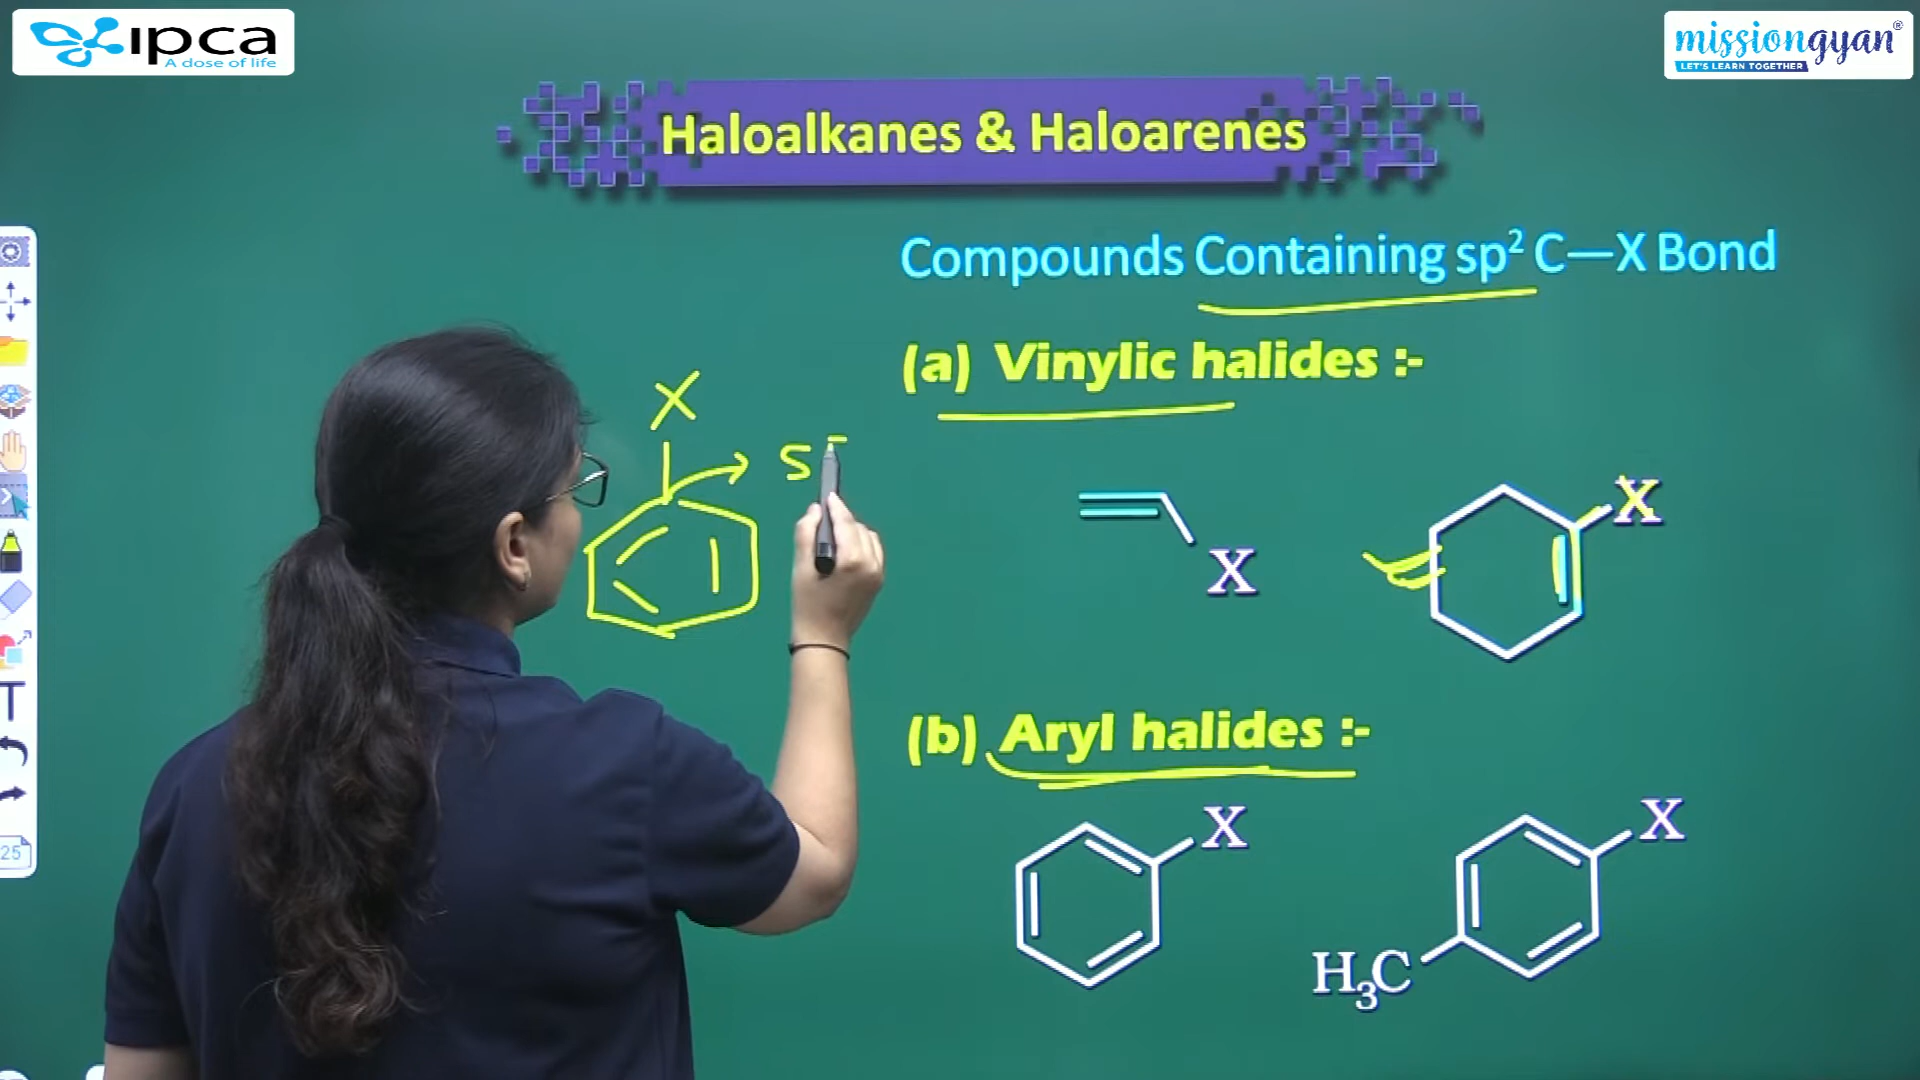 ipca
A dose of life
missiongyan®
LET'S LEARN TOGETHER
Haloalkanes & Haloarenes
Compounds Containing sp² C—X Bond
(a) Vinylic halides :-
X
S
X
X
(b) Aryl halides :-
X
X
H₃C
T
25